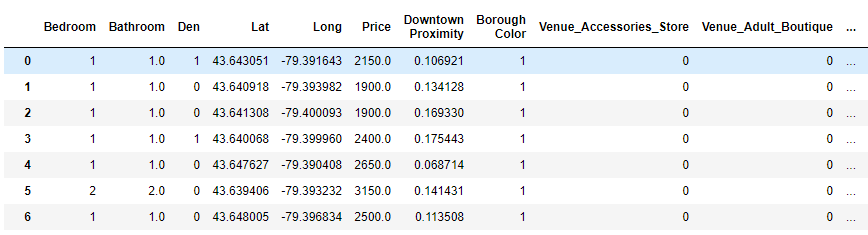 Bedroom Bathroom Den Lat Long Price Downtown Proximity Borough Color Venue_Accessories_Store Venue_Adult_Boutique ...
0 1 1.0 1 43.643051 -79.391643 2150.0 0.106921 1 0 0 ...
1 1 1.0 0 43.640918 -79.393982 1900.0 0.134128 1 0 0 ...
2 1 1.0 0 43.641308 -79.400093 1900.0 0.169330 1 0 0 ...
3 1 1.0 1 43.640068 -79.399960 2400.0 0.175443 1 0 0 ...
4 1 1.0 0 43.647627 -79.390408 2650.0 0.068714 1 0 0 ...
5 2 2.0 0 43.639406 -79.393232 3150.0 0.141431 1 0 0 ...
6 1 1.0 0 43.648005 -79.396834 2500.0 0.113508 1 0 0 ...